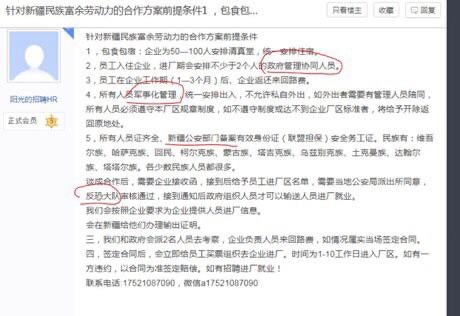 针对新疆民族富余劳动力的合作方案前提条件1，包食包...
只看楼主
收藏
回复
阳光的招聘HR
正式会员
针对新疆民族富余劳动力的合作方案前提条件
1，包食包宿：企业为50—100人安排清真室，统一安排住宿。
2，员工入住企业，进厂期会安排不少于2个人的政府管理协同人员。
3，员工在企业工作期（1—3个月）后、企业返还来回路费。
4，所有人员军事化管理，统一安排出入，不允许私自外出，如外出者需要有管理人员陪同，
所有人员必须遵守本厂区规章制度，如不遵守制度或达不到企业厂区标准者，将给予开除返
回原地处。
5，所有人员证齐全、新疆公安部门备案有效身份证（联盟担保）安全务工证。民族有：维吾
尔族、哈萨克族、回民、柯尔克族、蒙古族、塔吉克族、乌兹别克族、土克曼族、达翰尔
族、塔塔尔族。各少数民族人员都很多。
谈成合作后，需要企业接收函，接到后给予员工进厂区名单，需要当地公安局派出所同意，
反恐大队审核通过，接到通知后政府组织人员才可以输送人员进厂就业。
我们会按照企业要求为企业提供人员进厂信息。
会在新疆给他们办理输出证明。
三，我们和政府会派2名人员去考察，企业负责人员来回路费，如情况属实当场签定合同。
四，签定合同后，会立即给员工买票组织去企业进厂。时间为1-10工作日进入厂区。如有一
方违约，以合同为准签定赔偿。如有招聘进厂就业！
联系电话:17521087090，微信a17521087090